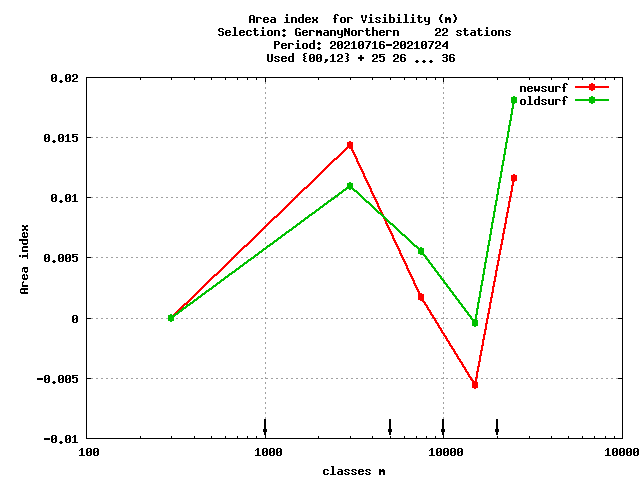 Area index  for Visibility (m)
Selection: GermanyNorthern     22 stations
Period: 20210716-20210724
Used {00,12} + 25 26 ... 36
newsurf
oldsurf
0.02
0.015
0.01
0.005
0
-0.005
-0.01
Area index
100
1000
10000
10000
classes m